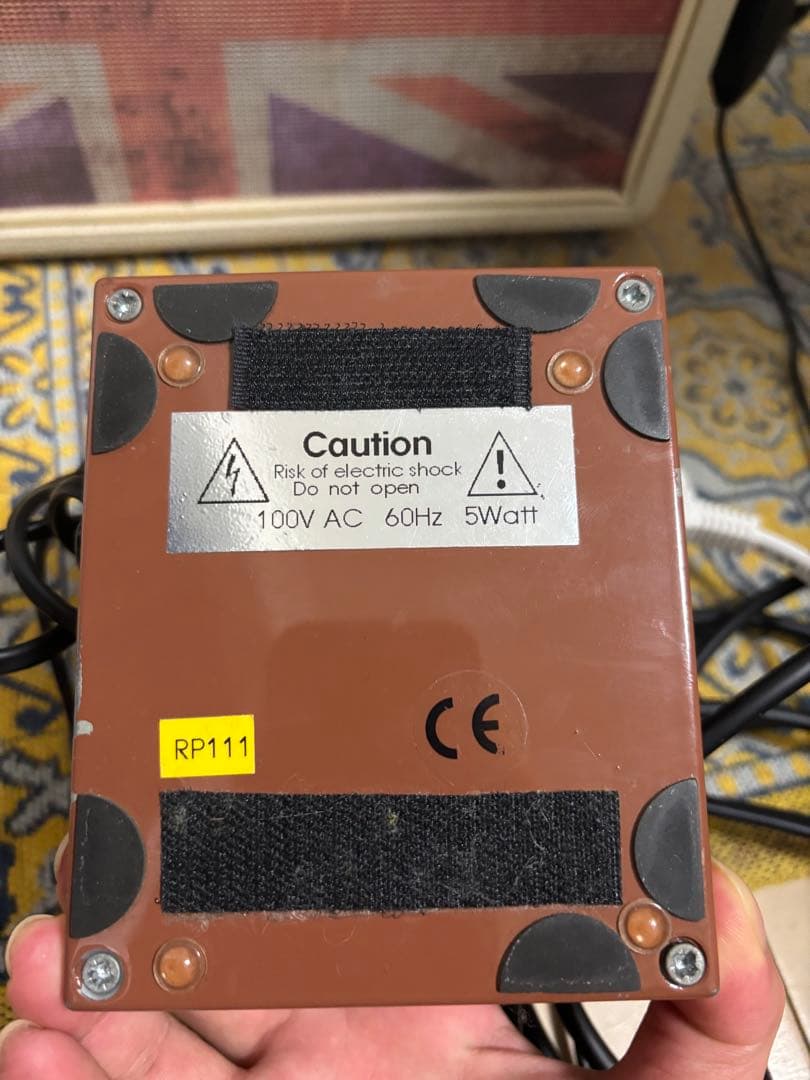 Caution
Risk of electric shock
Do not open
100V AC 60Hz 5Watt
RP111
CE